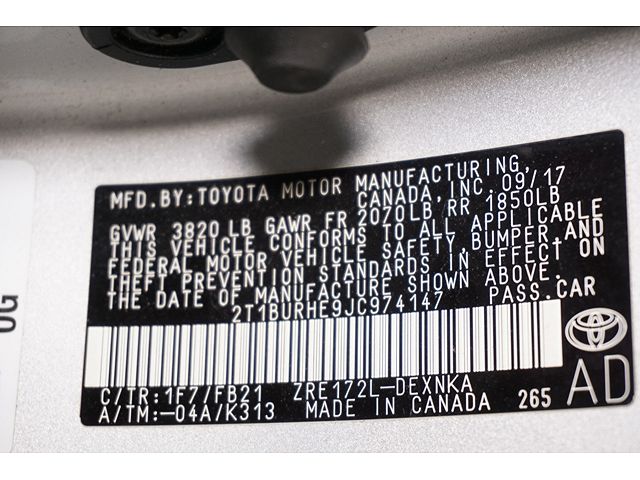 MFD. BY: TOYOTA MOTOR MANUFACTURING
CANADA, INC. 09/17
GVWR 3820 LB GAWR FR 2070LB, RR 1850LB
THIS VEHICLE CONFORMS TO ALL APPLICABLE
FEDERAL MOTOR VEHICLE SAFETY, BUMPER AND
THEFT PREVENTION STANDARDS IN EFFECT ON
THE DATE OF MANUFACTURE SHOWN ABOVE.
2T1BURHE9JC974147 PASS.CAR
C/TR:1F7/FB21 ZRE172L-DEXNKA
A/TM:-04A/K313 MADE IN CANADA 265 AD